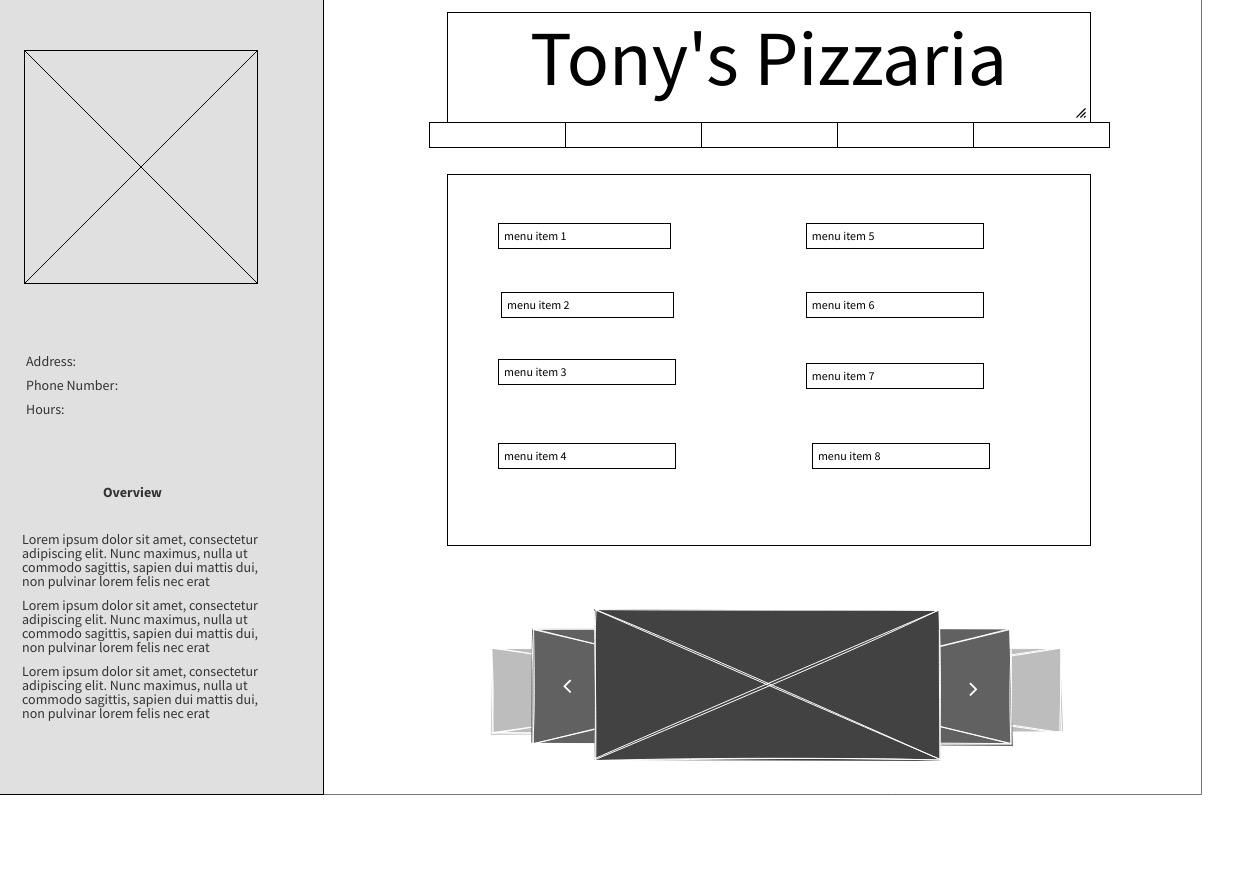 Tony's Pizzaria
menu item 1
menu item 5
menu item 2
menu item 6
menu item 3
menu item 7
menu item 4
menu item 8
Address:
Phone Number:
Hours:
Overview
Lorem ipsum dolor sit amet, consectetur
adipiscing elit. Nunc maximus, nulla ut
commodo sagittis, sapien dui mattis dui,
non pulvinar lorem felis nec erat
Lorem ipsum dolor sit amet, consectetur
adipiscing elit. Nunc maximus, nulla ut
commodo sagittis, sapien dui mattis dui,
non pulvinar lorem felis nec erat
Lorem ipsum dolor sit amet, consectetur
adipiscing elit. Nunc maximus, nulla ut
commodo sagittis, sapien dui mattis dui,
non pulvinar lorem felis nec erat